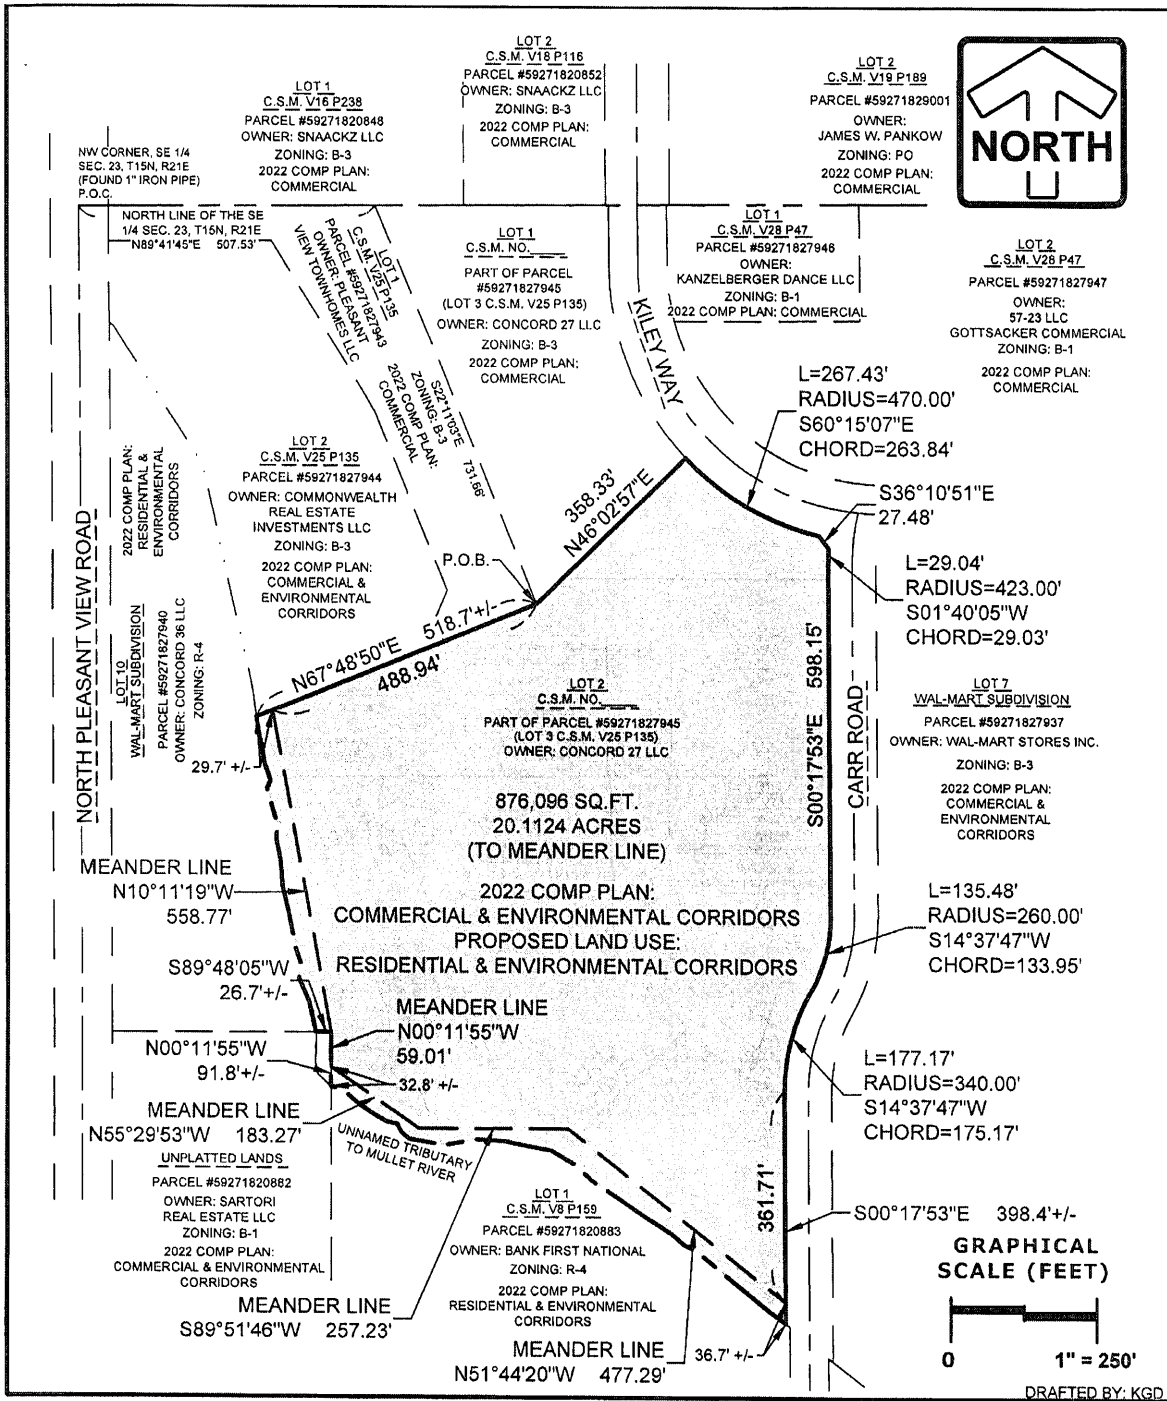 LOT 2
C.S.M. V18 P116
PARCEL #59271820852
OWNER: SNAACKZ LLC
ZONING: B-3
2022 COMP PLAN:
COMMERCIAL
LOT 1
C.S.M. V16 P238
PARCEL #59271820848
OWNER: SNAACKZ LLC
ZONING: B-3
2022 COMP PLAN:
COMMERCIAL
LOT 2
C.S.M. V19 P189
PARCEL #59271829001
OWNER:
JAMES W. PANKOW
ZONING: PO
2022 COMP PLAN:
COMMERCIAL
NORTH
NW CORNER, SE 1/4
SEC. 23, T15N, R21E
(FOUND 1" IRON PIPE)
P.O.C.
NORTH LINE OF THE SE
1/4 SEC. 23, T15N, R21E
N89°41'45"E 507.53'
LOT 1
C.S.M. V25 P135
PARCEL #59271827943
OWNER: PLEASANT
VIEW TOWNHOMES LLC
ZONING: B-3
2022 COMP PLAN:
COMMERCIAL
S22°11'03"E 731.66'
LOT 1
C.S.M. NO.
PART OF PARCEL
#59271827945
(LOT 3 C.S.M. V25 P135)
OWNER: CONCORD 27 LLC
ZONING: B-3
2022 COMP PLAN:
COMMERCIAL
KILEY WAY
LOT 1
C.S.M. V28 P47
PARCEL #59271827946
OWNER:
KANZELBERGER DANCE LLC
ZONING: B-1
2022 COMP PLAN: COMMERCIAL
LOT 2
C.S.M. V28 P47
PARCEL #59271827947
OWNER:
57-23 LLC
GOTTSACKER COMMERCIAL
ZONING: B-1
2022 COMP PLAN:
COMMERCIAL
L=267.43'
RADIUS=470.00'
S60°15'07"E
CHORD=263.84'
S36°10'51"E
27.48'
L=29.04'
RADIUS=423.00'
S01°40'05"W
CHORD=29.03'
358.33'
N46°02'57"E
LOT 2
C.S.M. V25 P135
PARCEL #59271827944
OWNER: COMMONWEALTH
REAL ESTATE
INVESTMENTS LLC
ZONING: B-3
2022 COMP PLAN:
COMMERCIAL &
ENVIRONMENTAL
CORRIDORS
P.O.B.
NORTH PLEASANT VIEW ROAD
2022 COMP PLAN:
RESIDENTIAL &
ENVIRONMENTAL
CORRIDORS
LOT 10
WAL-MART SUBDIVISION
PARCEL #59271827940
OWNER: CONCORD 36 LLC
ZONING: R-4
N67°48'50"E 518.7'+/-
488.94'
29.7' +/-
LOT 2
C.S.M. NO.
PART OF PARCEL #59271827945
(LOT 3 C.S.M. V25 P135)
OWNER: CONCORD 27 LLC
876,096 SQ.FT.
20.1124 ACRES
(TO MEANDER LINE)
2022 COMP PLAN:
COMMERCIAL & ENVIRONMENTAL CORRIDORS
PROPOSED LAND USE:
RESIDENTIAL & ENVIRONMENTAL CORRIDORS
S00°17'53"E 598.15'
CARR ROAD
LOT 7
WAL-MART SUBDIVISION
PARCEL #59271827937
OWNER: WAL-MART STORES INC.
ZONING: B-3
2022 COMP PLAN:
COMMERCIAL &
ENVIRONMENTAL
CORRIDORS
MEANDER LINE
N10°11'19"W
558.77'
S89°48'05"W
26.7'+/-
MEANDER LINE
N00°11'55"W
59.01'
N00°11'55"W
91.8'+/-
32.8' +/-
L=135.48'
RADIUS=260.00'
S14°37'47"W
CHORD=133.95'
L=177.17'
RADIUS=340.00'
S14°37'47"W
CHORD=175.17'
MEANDER LINE
N55°29'53"W 183.27'
UNNAMED TRIBUTARY
TO MULLET RIVER
UNPLATTED LANDS
PARCEL #59271820882
OWNER: SARTORI
REAL ESTATE LLC
ZONING: B-1
2022 COMP PLAN:
COMMERCIAL & ENVIRONMENTAL
CORRIDORS
LOT 1
C.S.M. V8 P159
PARCEL #59271820883
OWNER: BANK FIRST NATIONAL
ZONING: R-4
2022 COMP PLAN:
RESIDENTIAL & ENVIRONMENTAL
CORRIDORS
361.71'
S00°17'53"E 398.4'+/-
MEANDER LINE
S89°51'46"W 257.23'
MEANDER LINE
N51°44'20"W 477.29'
36.7' +/-
GRAPHICAL
SCALE (FEET)
0 1" = 250'
DRAFTED BY: KGD